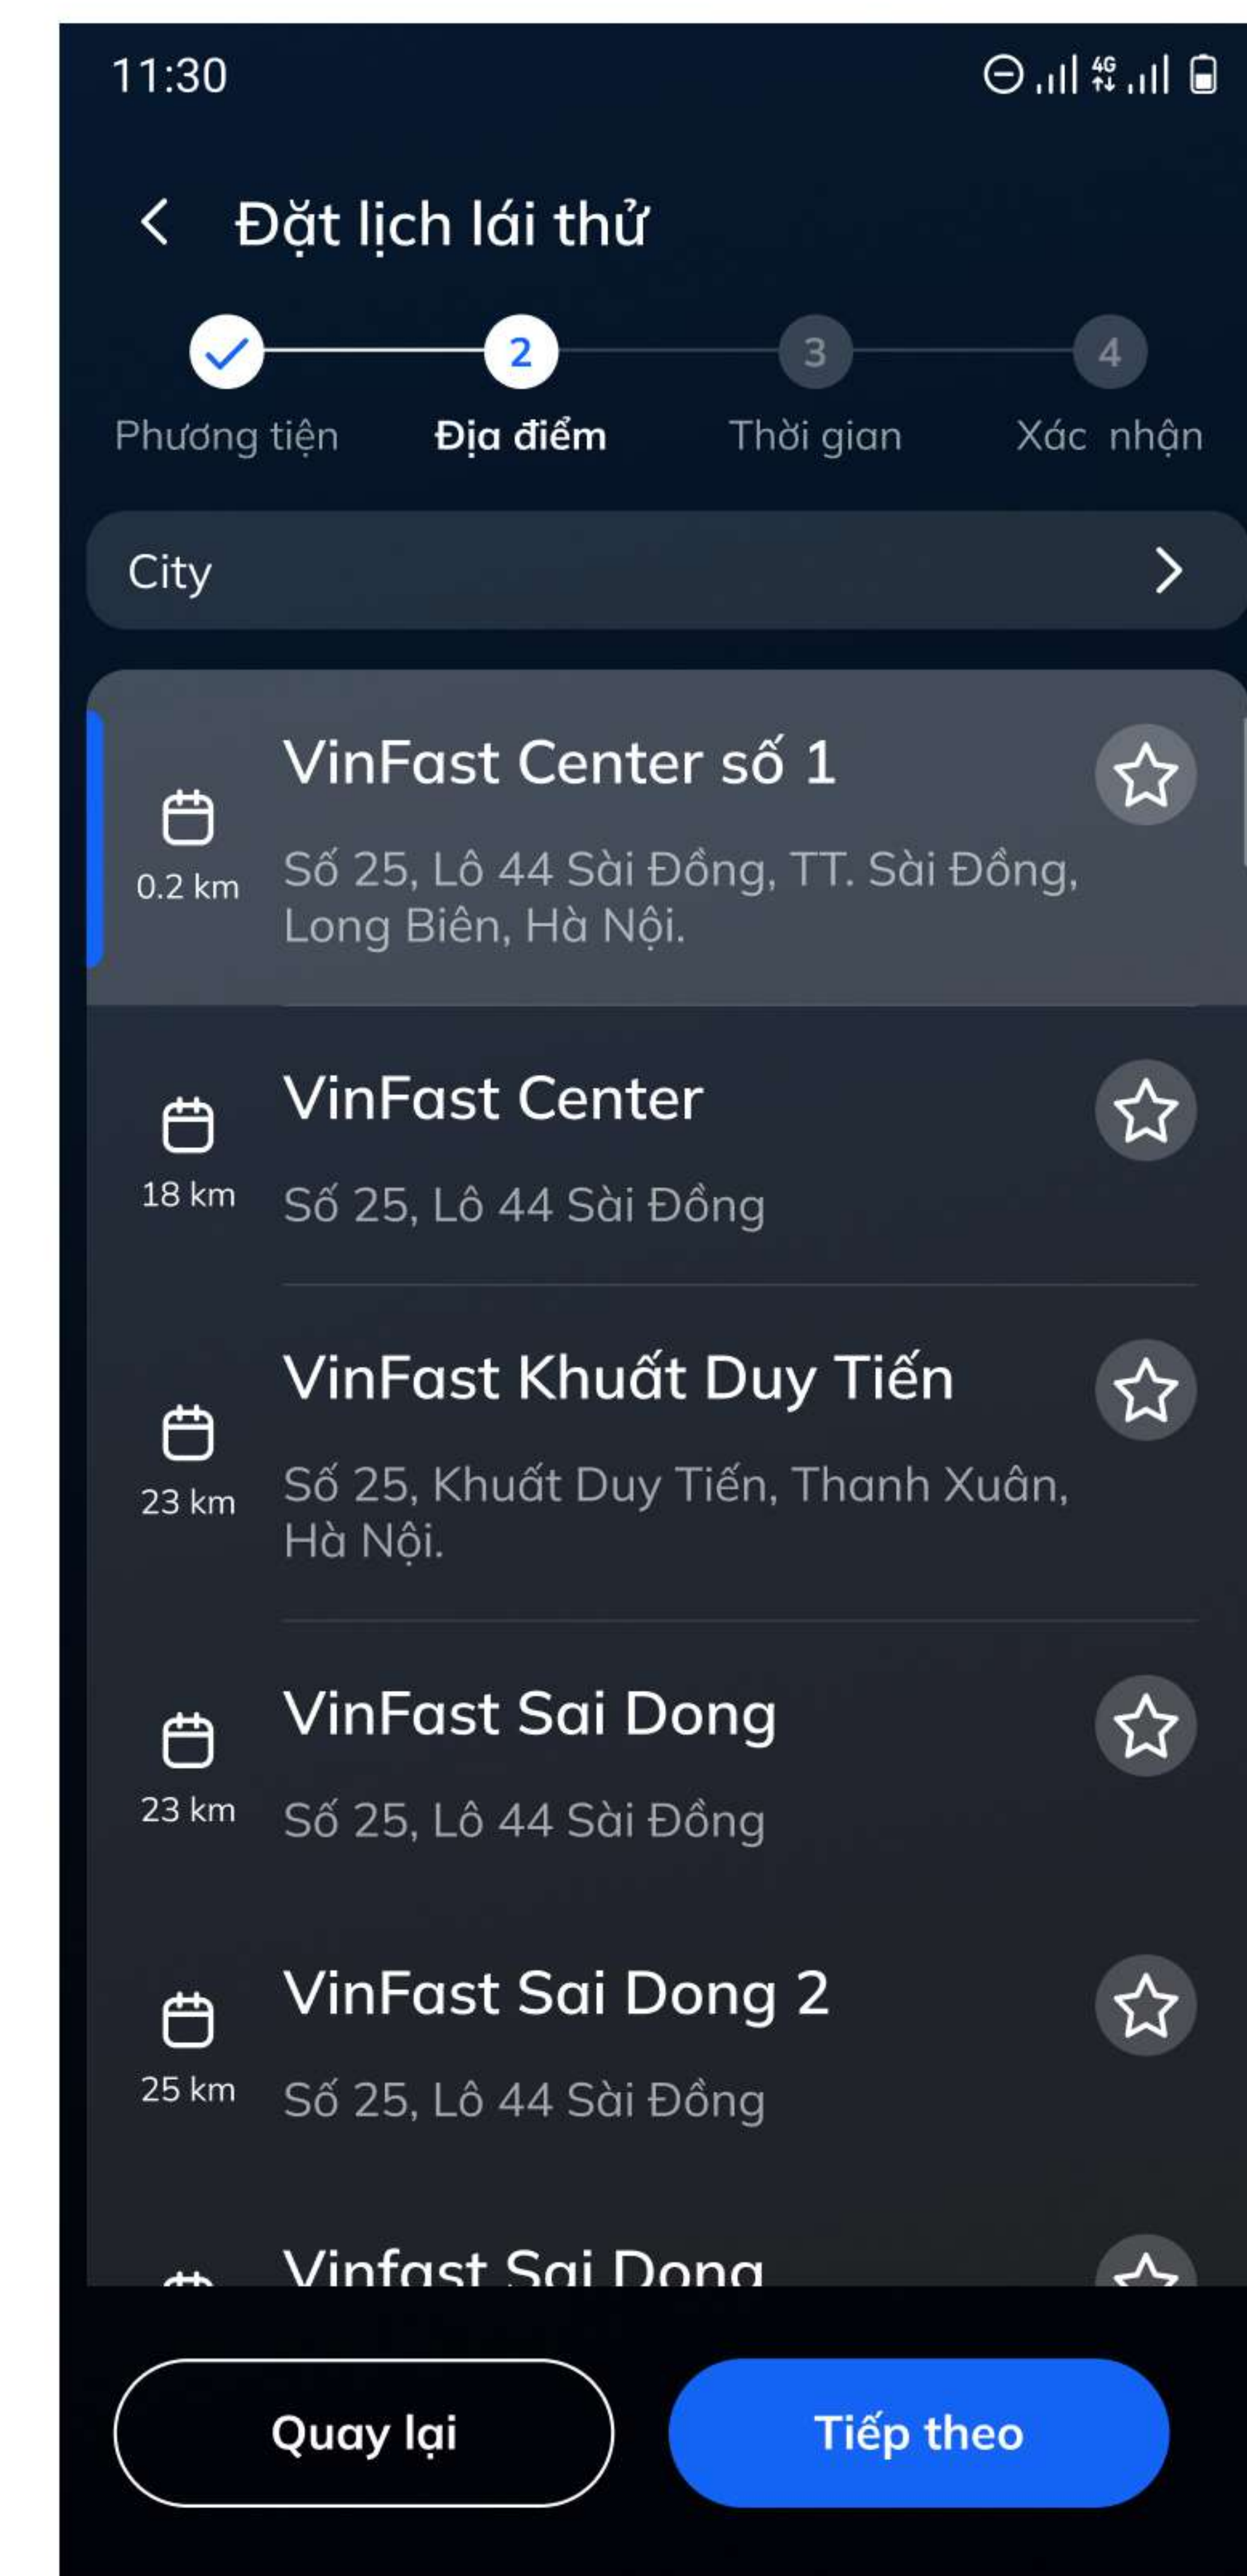 11:30
4G
Đặt lịch lái thử
2
3
4
Phương tiện
Địa điểm
Thời gian
Xác nhận
City
VinFast Center số 1
0.2 km
Số 25, Lô 44 Sài Đồng, TT. Sài Đồng,
Long Biên, Hà Nội.
VinFast Center
18 km
Số 25, Lô 44 Sài Đồng
VinFast Khuất Duy Tiến
23 km
Số 25, Khuất Duy Tiến, Thanh Xuân,
Hà Nội.
VinFast Sai Dong
23 km
Số 25, Lô 44 Sài Đồng
VinFast Sai Dong 2
25 km
Số 25, Lô 44 Sài Đồng
Vinfast Sai Dong
Quay lại
Tiếp theo